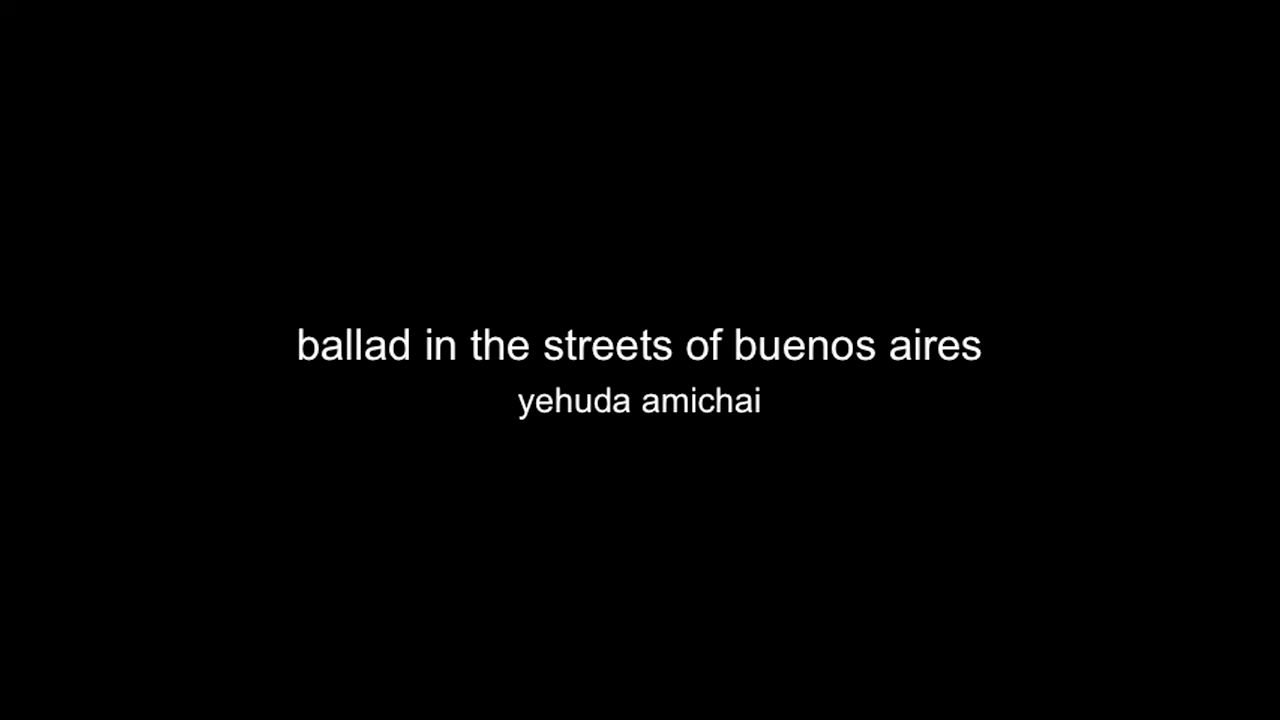 ballad in the streets of buenos aires
yehuda amichai